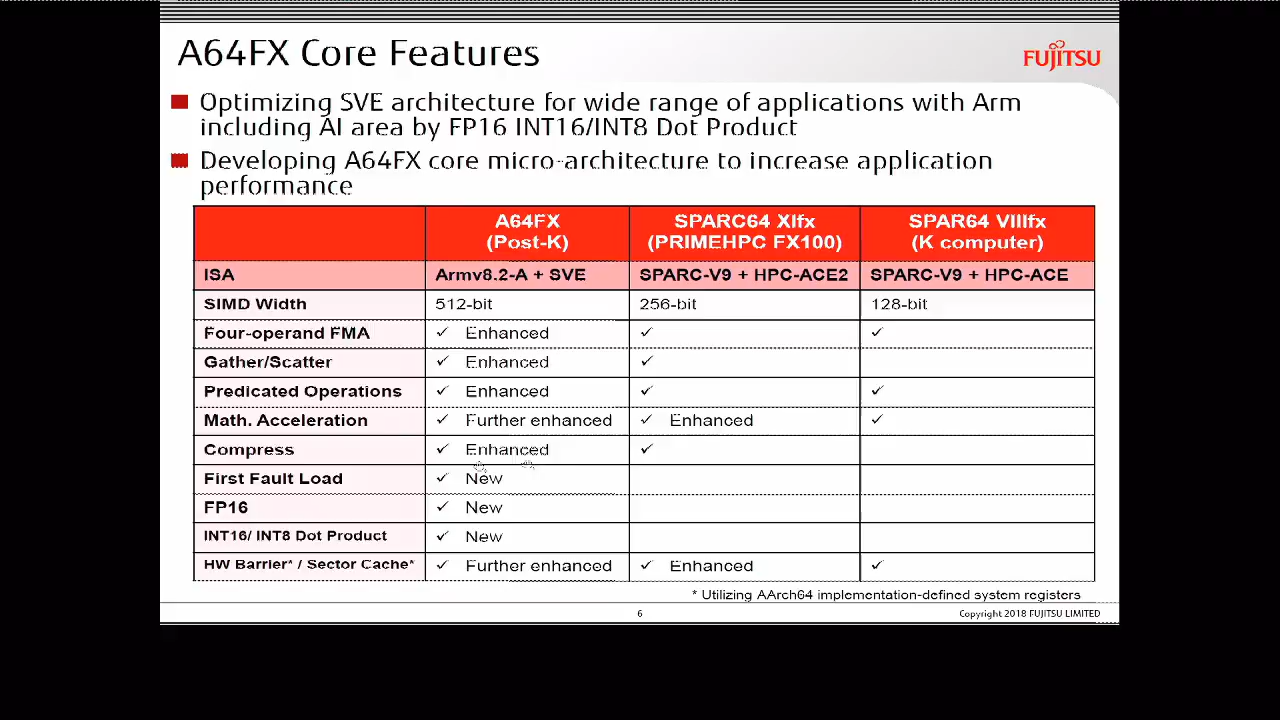 A64FX Core Features
FUJITSU
Optimizing SVE architecture for wide range of applications with Arm
including AI area by FP16 INT16/INT8 Dot Product
Developing A64FX core micro-architecture to increase application
performance
A64FX SPARC64 XIfx SPAR64 VIIIfx
(Post-K) (PRIMEHPC FX100) (K computer)
ISA Armv8.2-A + SVE SPARC-V9 + HPC-ACE2 SPARC-V9 + HPC-ACE
SIMD Width 512-bit 256-bit 128-bit
Four-operand FMA ✓ Enhanced ✓ ✓
Gather/Scatter ✓ Enhanced ✓
Predicated Operations ✓ Enhanced ✓ ✓
Math. Acceleration ✓ Further enhanced ✓ Enhanced ✓
Compress ✓ Enhanced ✓
First Fault Load ✓ New
FP16 ✓ New
INT16/ INT8 Dot Product ✓ New
HW Barrier* / Sector Cache* ✓ Further enhanced ✓ Enhanced ✓
* Utilizing AArch64 implementation-defined system registers
6
Copyright 2018 FUJITSU LIMITED